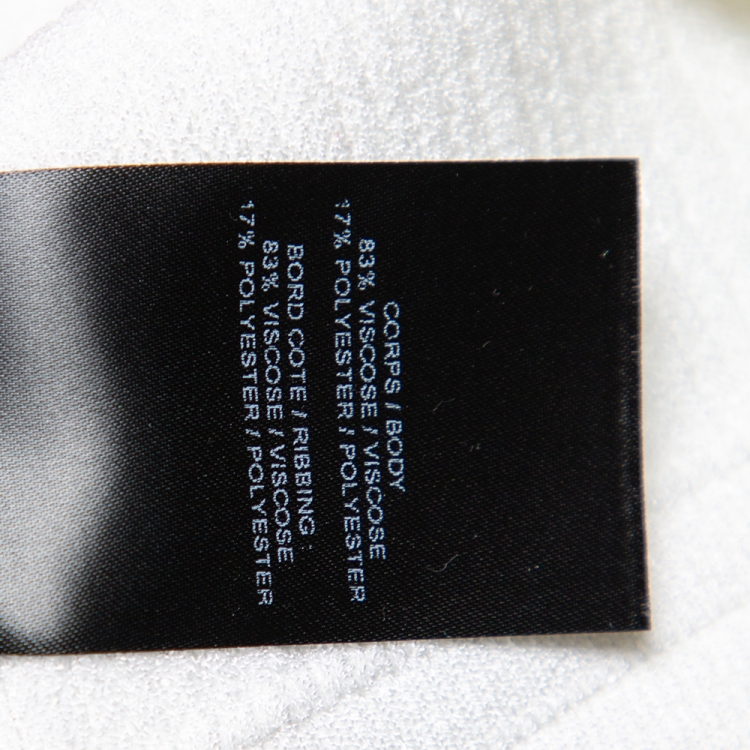 CORPS / BODY
83% VISCOSE / VISCOSE
17% POLYESTER / POLYESTER
BORD COTE / RIBBING:
83% VISCOSE / VISCOSE
17% POLYESTER / POLYESTER